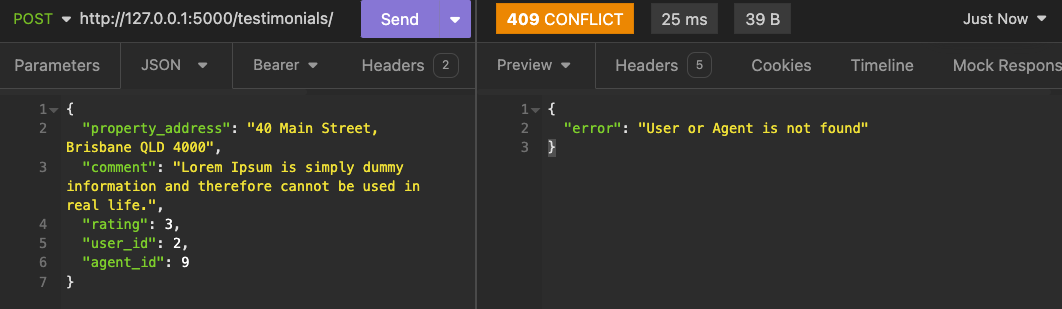 POST http://127.0.0.1:5000/testimonials/ Send 409 CONFLICT 25 ms 39 B Just Now
Parameters JSON Bearer Headers 2 Preview Headers 5 Cookies Timeline Mock Respons
1 {
2 "property_address": "40 Main Street,
Brisbane QLD 4000",
3 "comment": "Lorem Ipsum is simply dummy
information and therefore cannot be used in
real life.",
4 "rating": 3,
5 "user_id": 2,
6 "agent_id": 9
7 }
1 {
2 "error": "User or Agent is not found"
3 }